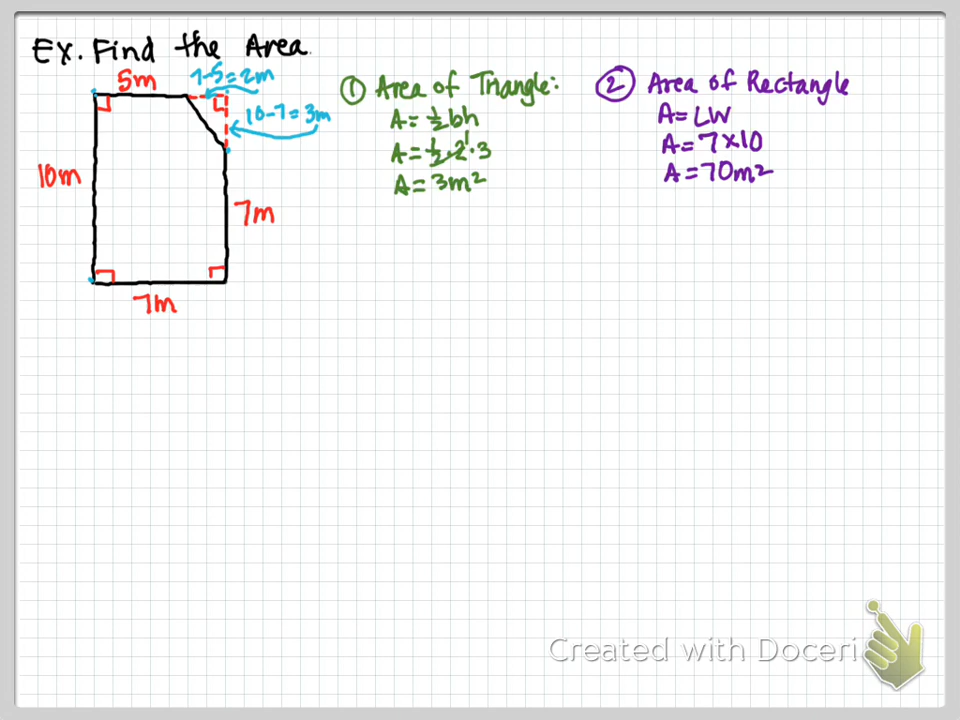 Ex. Find the Area.
5m
7-5=2m
10-7=3m
10m
7m
7m
① Area of Triangle:
A = ½bh
A = ½·2¹·3
A = 3m²
② Area of Rectangle
A = LW
A = 7×10
A = 70m²
Created with Doceri